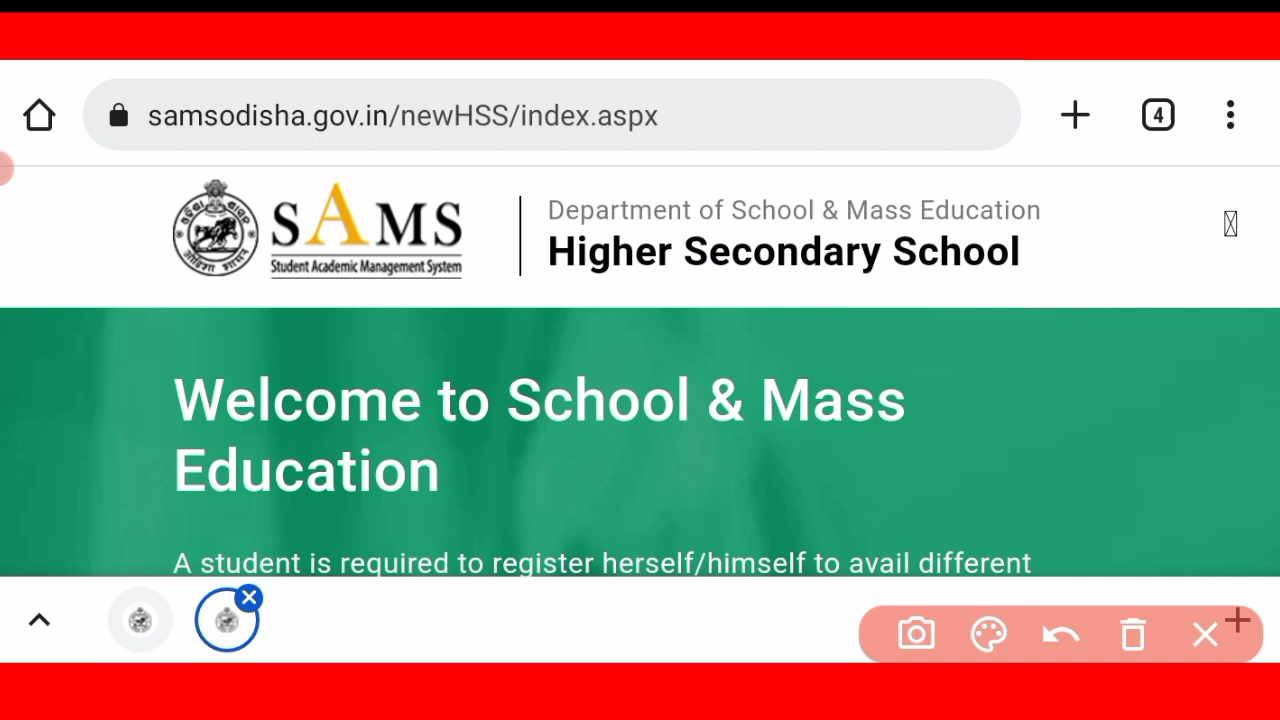 samsodisha.gov.in/newHSS/index.aspx
4
SAMS
Student Academic Management System
Department of School & Mass Education
Higher Secondary School
Welcome to School & Mass
Education
A student is required to register herself/himself to avail different